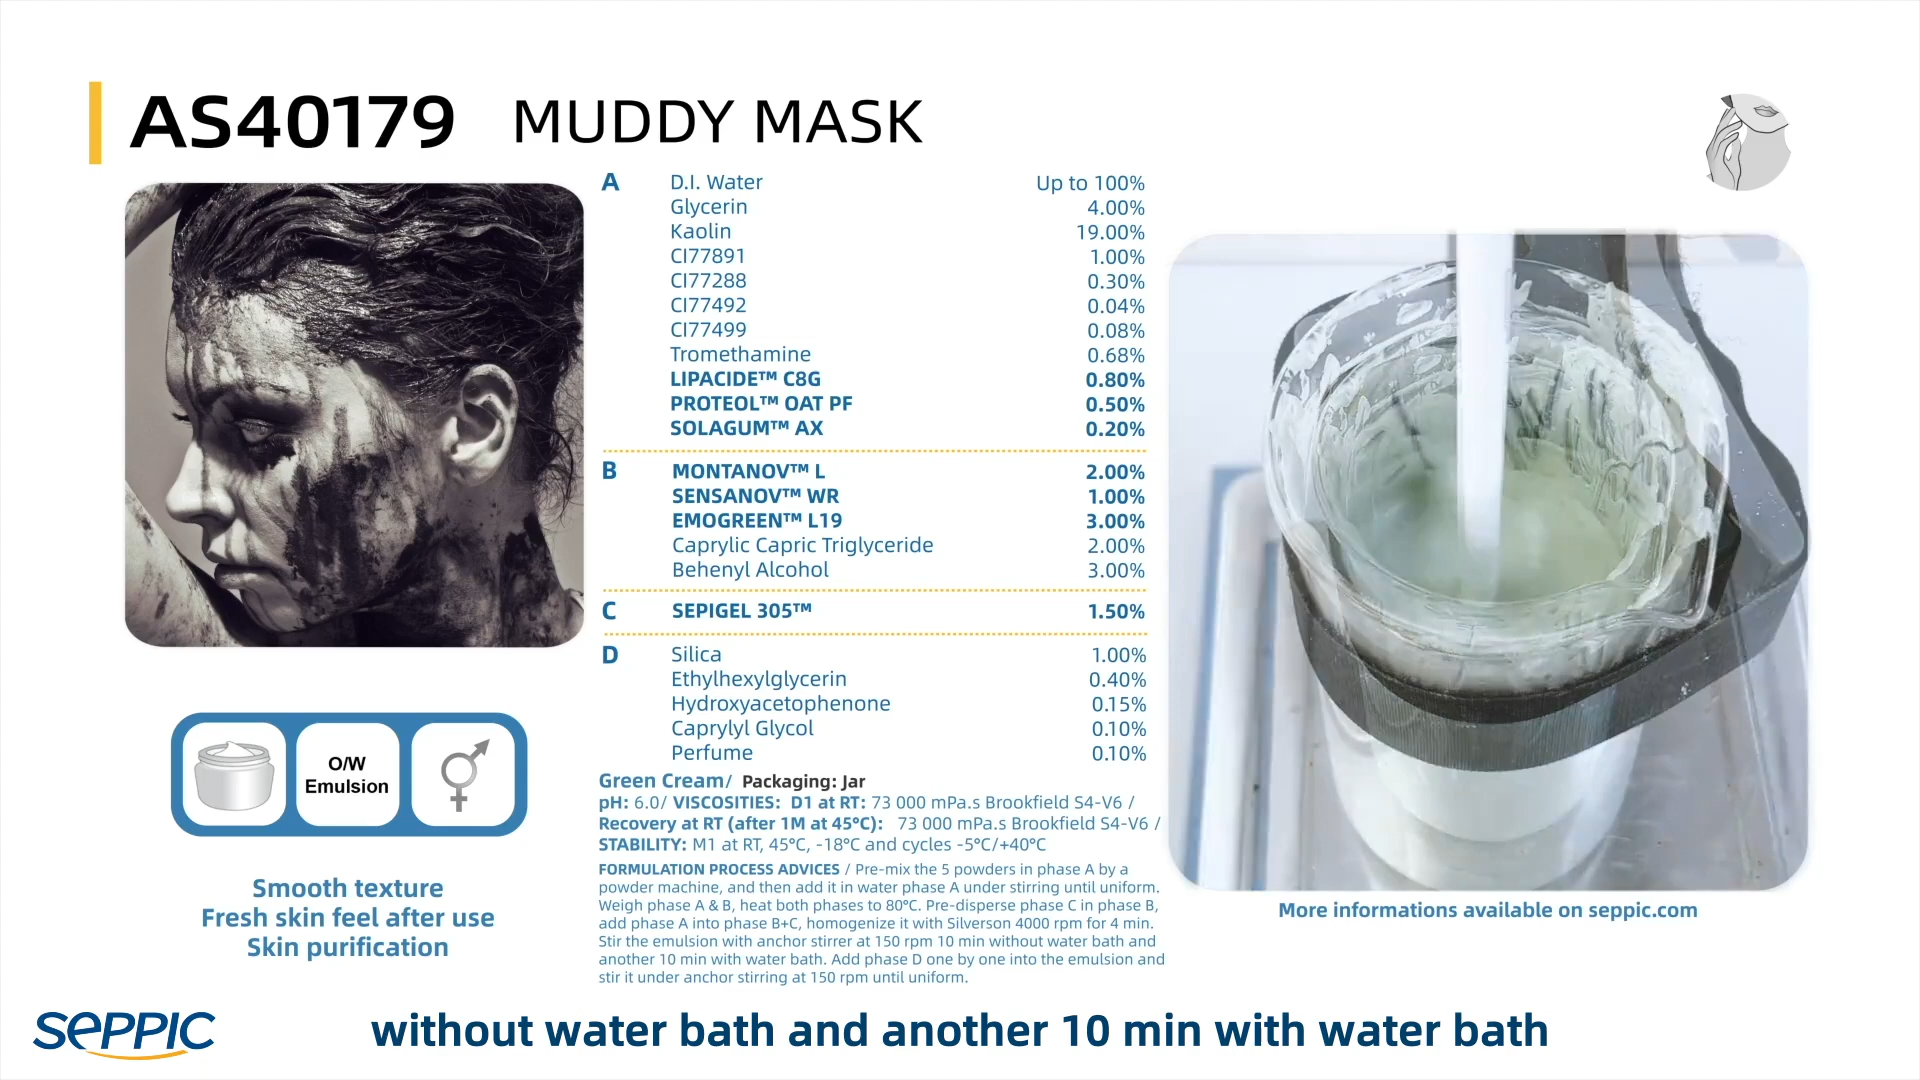 AS40179 MUDDY MASK
A D.I. Water Up to 100%
Glycerin 4.00%
Kaolin 19.00%
CI77891 1.00%
CI77288 0.30%
CI77492 0.04%
CI77499 0.08%
Tromethamine 0.68%
LIPACIDE™ C8G 0.80%
PROTEOL™ OAT PF 0.50%
SOLAGUM™ AX 0.20%
B MONTANOV™ L 2.00%
SENSANOV™ WR 1.00%
EMOGREEN™ L19 3.00%
Caprylic Capric Triglyceride 2.00%
Behenyl Alcohol 3.00%
C SEPIGEL 305™ 1.50%
D Silica 1.00%
Ethylhexylglycerin 0.40%
Hydroxyacetophenone 0.15%
Caprylyl Glycol 0.10%
Perfume 0.10%
Green Cream/ Packaging: Jar
pH: 6.0/ VISCOSITIES: D1 at RT: 73 000 mPa.s Brookfield S4-V6 /
Recovery at RT (after 1M at 45°C): 73 000 mPa.s Brookfield S4-V6 /
STABILITY: M1 at RT, 45°C, -18°C and cycles -5°C/+40°C
FORMULATION PROCESS ADVICES / Pre-mix the 5 powders in phase A by a
powder machine, and then add it in water phase A under stirring until uniform.
Weigh phase A & B, heat both phases to 80°C. Pre-disperse phase C in phase B,
add phase A into phase B+C, homogenize it with Silverson 4000 rpm for 4 min.
Stir the emulsion with anchor stirrer at 150 rpm 10 min without water bath and
another 10 min with water bath. Add phase D one by one into the emulsion and
stir it under anchor stirring at 150 rpm until uniform.
O/W
Emulsion
Smooth texture
Fresh skin feel after use
Skin purification
More informations available on seppic.com
SEPPIC
without water bath and another 10 min with water bath